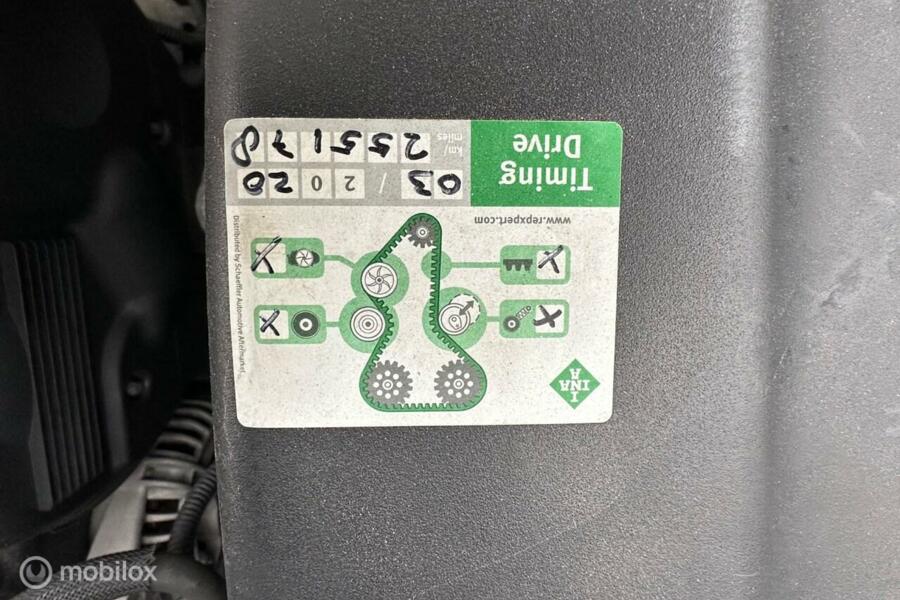 Timing
Drive
03 / 2020
km/
miles
255178
www.repxpert.com
INA
Distributed by Schaeffler Automotive Aftermarket
mobilox